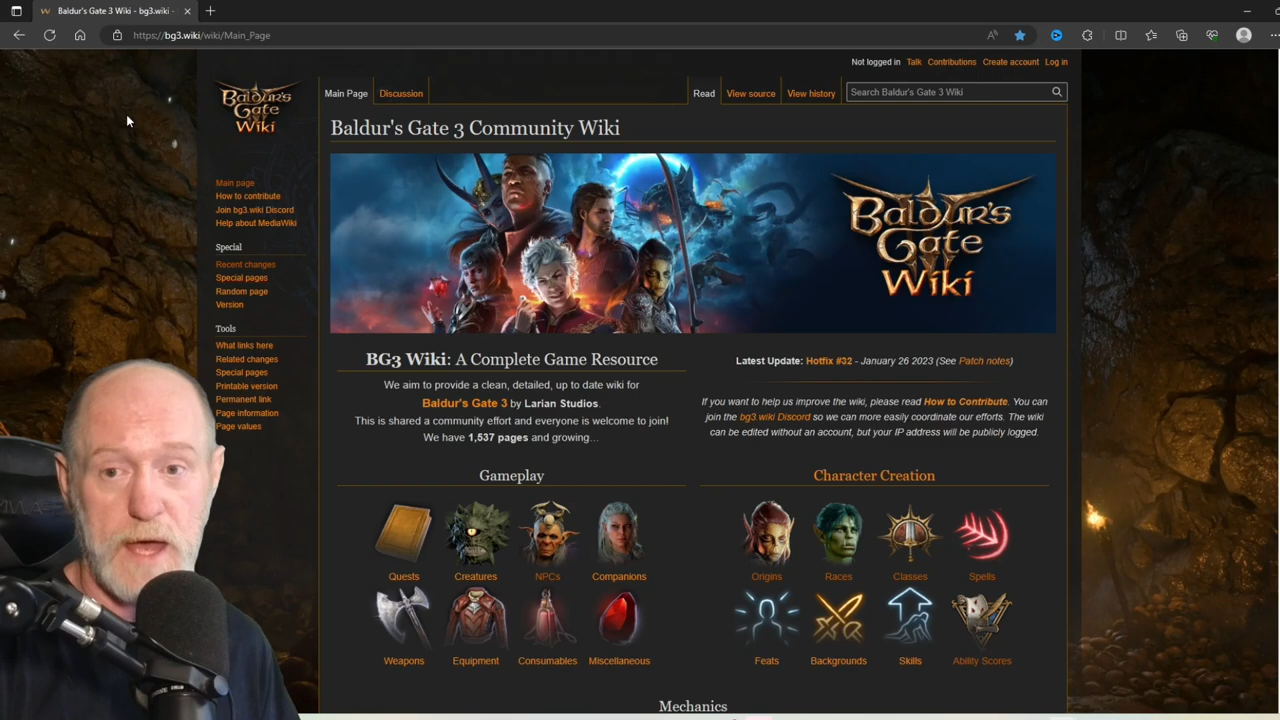 Baldur's Gate 3 Wiki - bg3.wiki -
https://bg3.wiki/wiki/Main_Page
Not logged in Talk Contributions Create account Log in
Baldur's
Gate
Wiki
Main Page Discussion Read View source View history Search Baldur's Gate 3 Wiki
Baldur's Gate 3 Community Wiki
Baldur's
Gate
Wiki
Main page
How to contribute
Join bg3.wiki Discord
Help about MediaWiki
Special
Recent changes
Special pages
Random page
Version
Tools
What links here
Related changes
Special pages
Printable version
Permanent link
Page information
Page values
BG3 Wiki: A Complete Game Resource
We aim to provide a clean, detailed, up to date wiki for
Baldur's Gate 3 by Larian Studios.
This is shared a community effort and everyone is welcome to join!
We have 1,537 pages and growing...
Latest Update: Hotfix #32 - January 26 2023 (See Patch notes)
If you want to help us improve the wiki, please read How to Contribute. You can
join the bg3.wiki Discord so we can more easily coordinate our efforts. The wiki
can be edited without an account, but your IP address will be publicly logged.
Gameplay
Quests Creatures NPCs Companions
Weapons Equipment Consumables Miscellaneous
Character Creation
Origins Races Classes Spells
Feats Backgrounds Skills Ability Scores
Mechanics